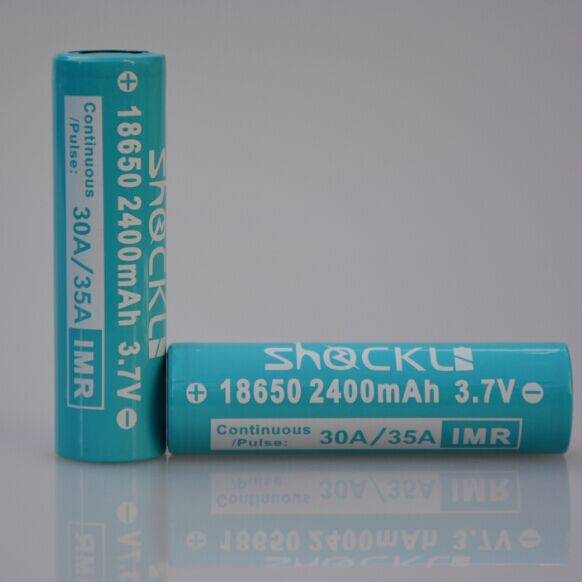 ShOCKLi
⊕ 18650 2400mAh 3.7V ⊖
Continuous
/Pulse: 30A/35A IMR
ShOCKLi
⊕ 18650 2400mAh 3.7V ⊖
Continuous
/Pulse: 30A/35A IMR